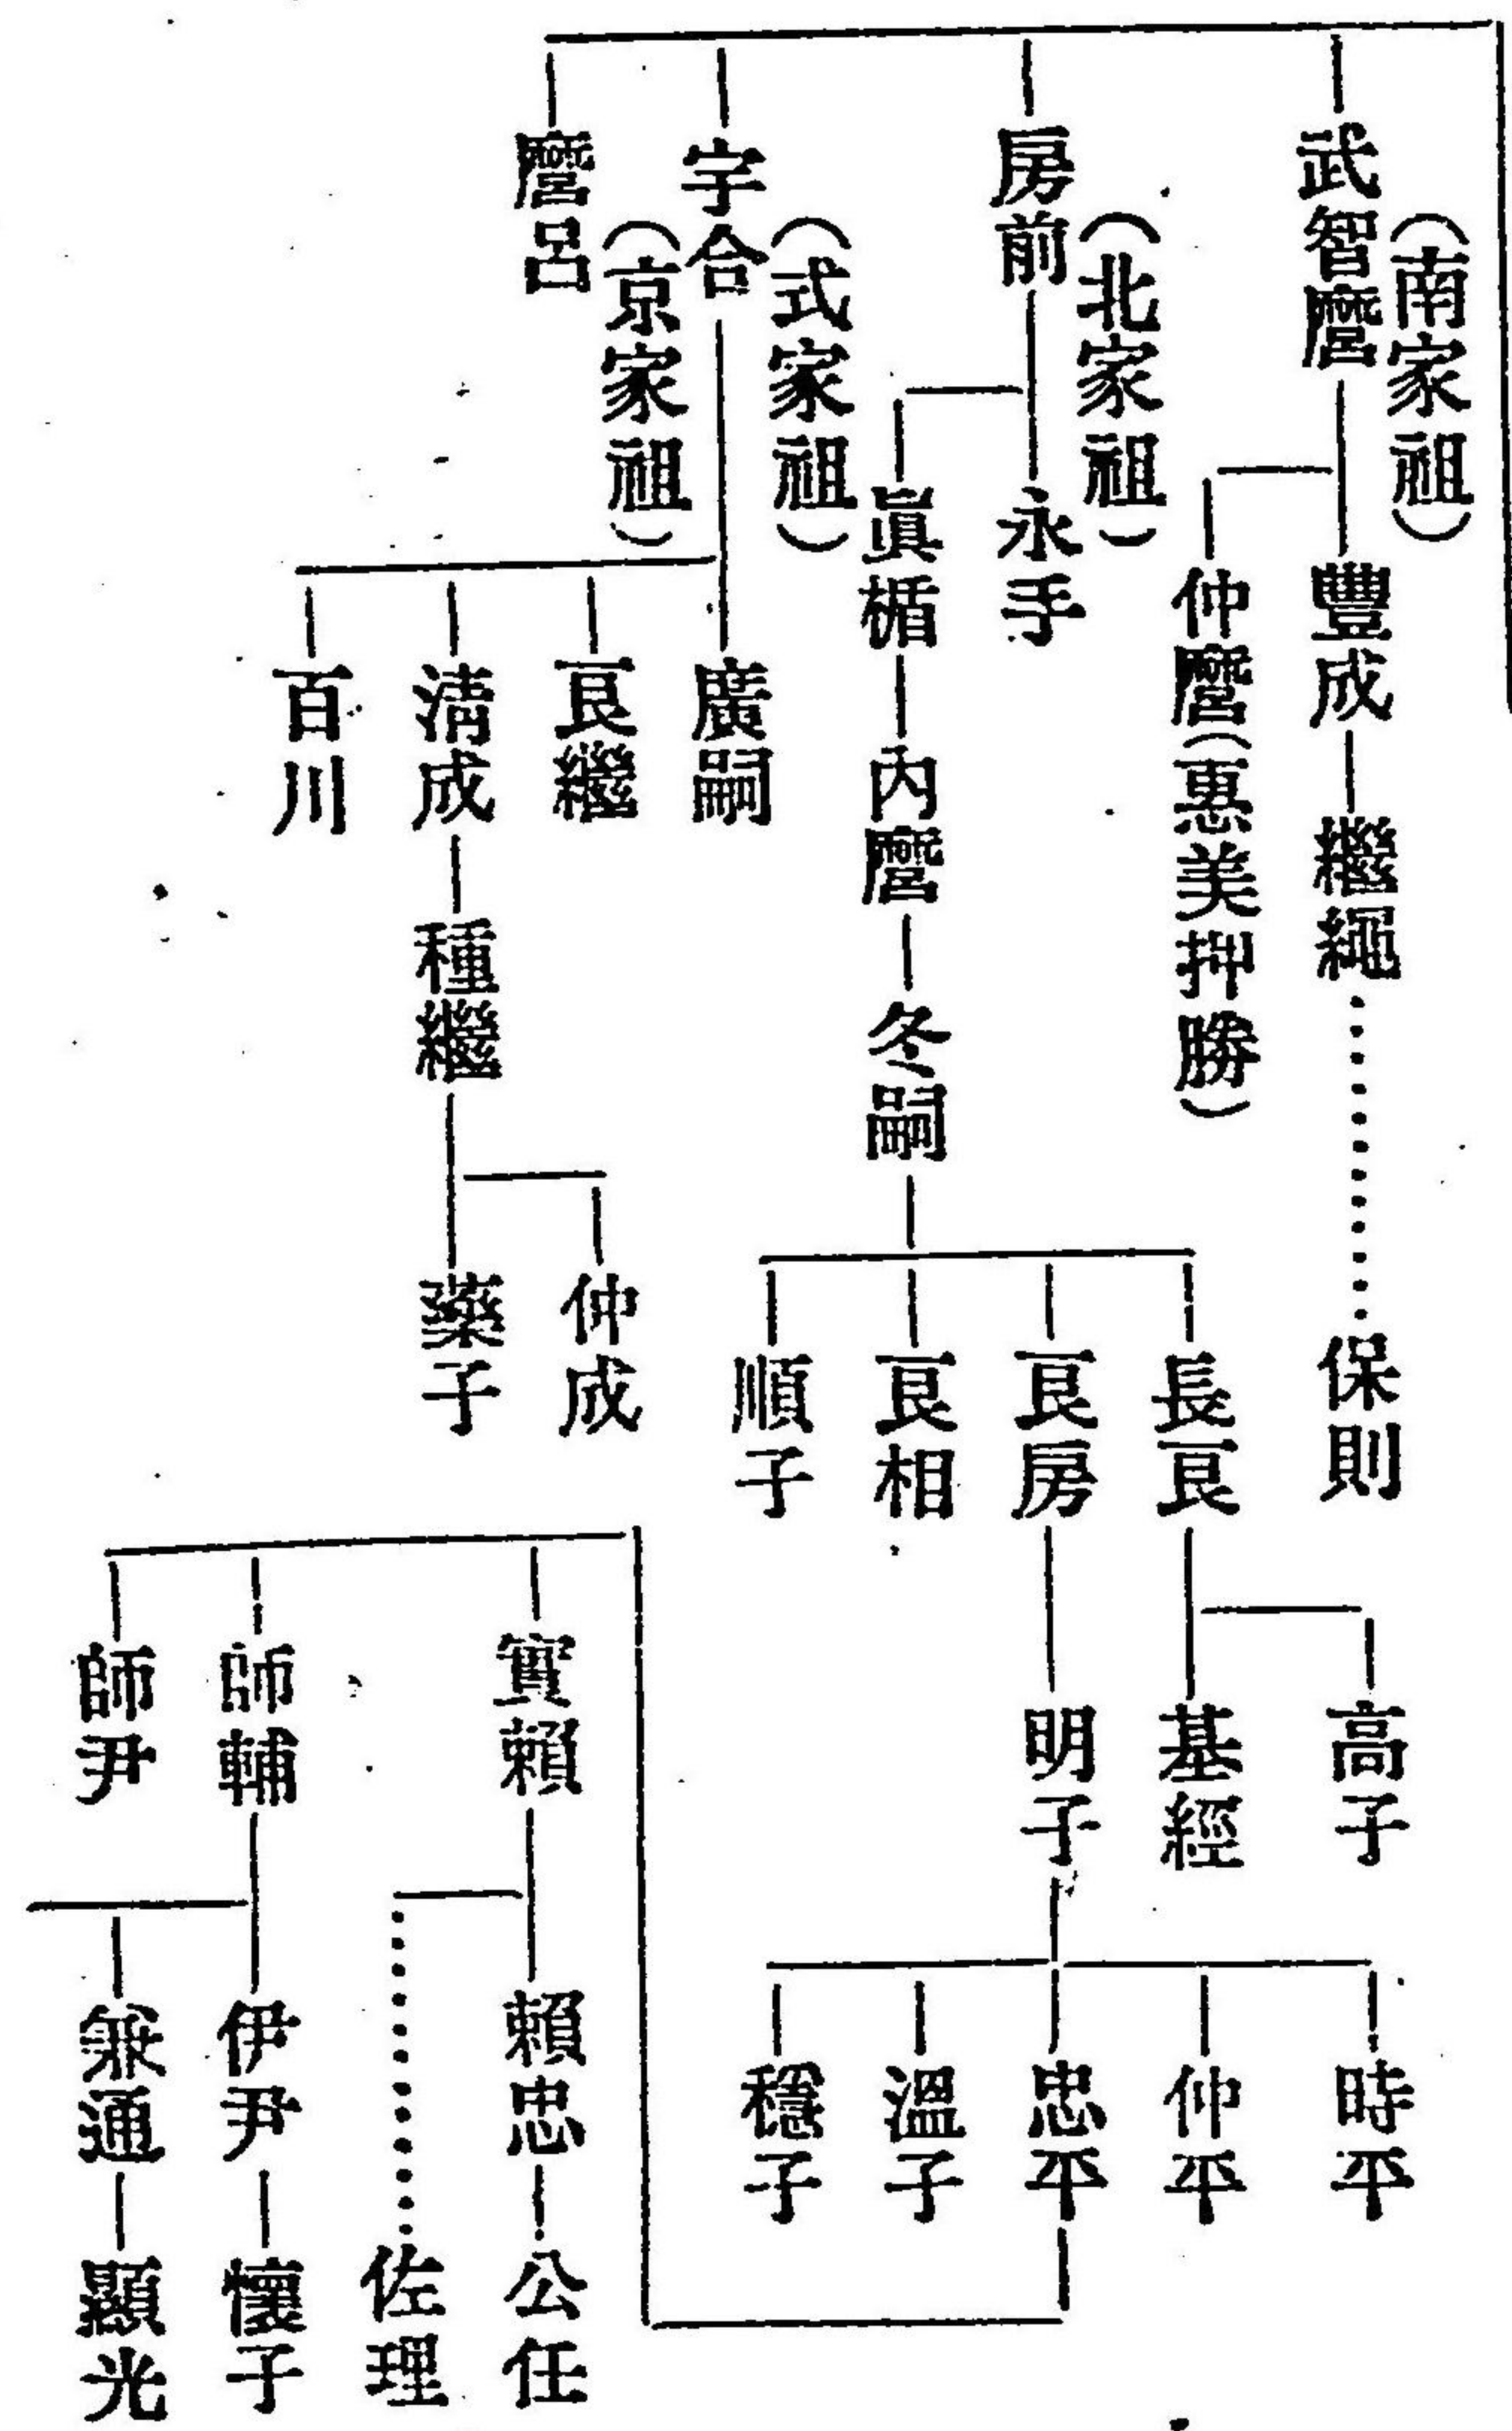 武智麿
(南家祖)
豐成
繼繩
保則
仲麿(惠美押勝)
房前
(北家祖)
永手
眞楯
內麿
冬嗣
長良
高子
基經
良房
明子
良相
順子
時平
仲平
忠平
溫子
穩子
宇合
(式家祖)
廣嗣
良繼
淸成
種繼
仲成
藥子
百川
麿呂
(京家祖)
實賴
賴忠
公任
佐理
師輔
伊尹
懷子
兼通
顯光
師尹